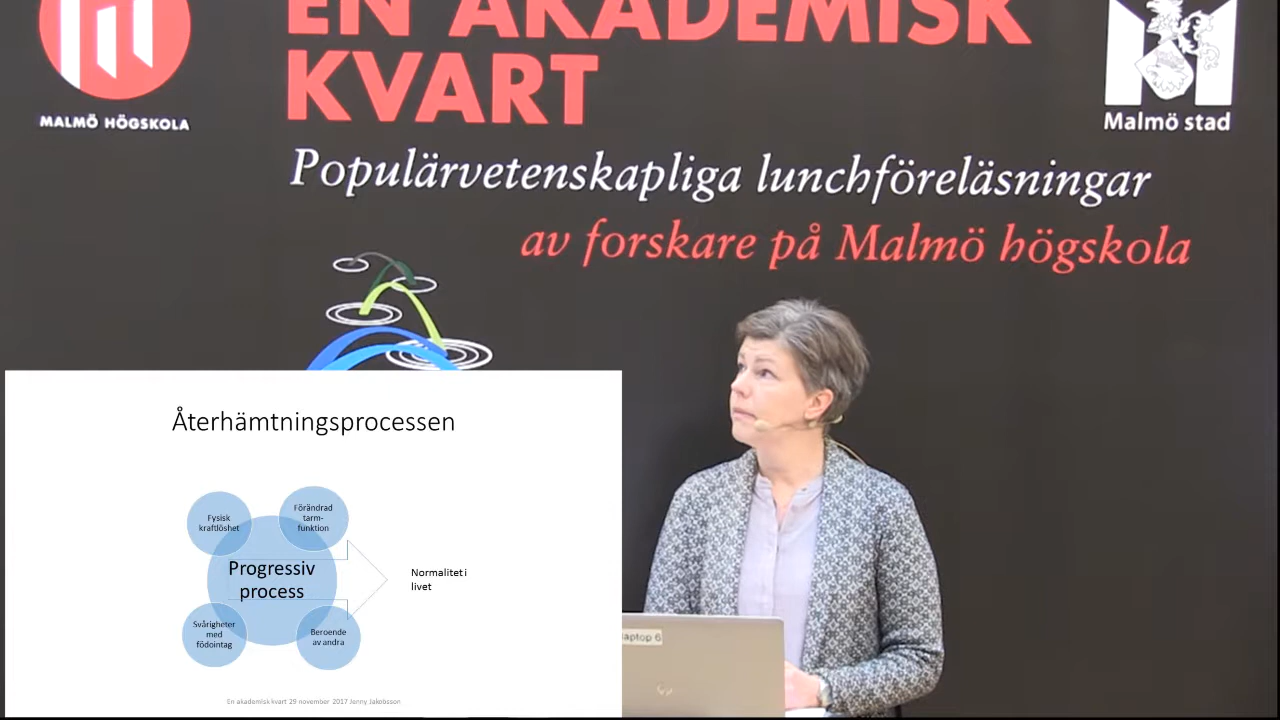 EN AKADEMISK
KVART
MALMÖ HÖGSKOLA
Malmö stad
Populärvetenskapliga lunchföreläsningar
av forskare på Malmö högskola
Återhämtningsprocessen
Fysisk
kraftlöshet
Förändrad
tarm-
funktion
Progressiv
process
Normalitet i
livet
Svårigheter
med
födointag
Beroende
av andra
En akademisk kvart 29 november 2017 Jenny Jakobsson
laptop 6
hp